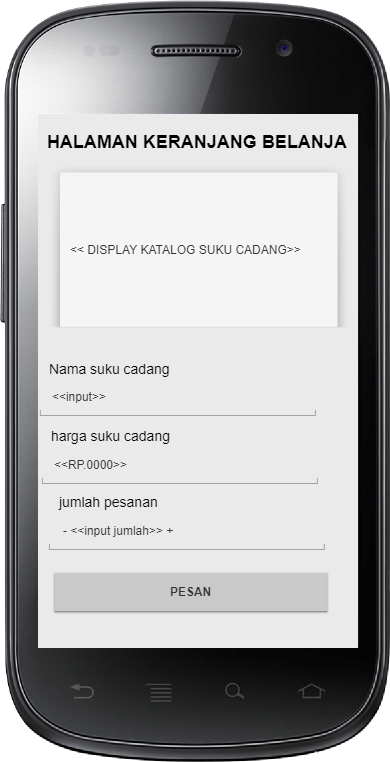 HALAMAN KERANJANG BELANJA
<< DISPLAY KATALOG SUKU CADANG>>
Nama suku cadang
<<input>>
harga suku cadang
<<RP.0000>>
jumlah pesanan
- <<input jumlah>> +
PESAN